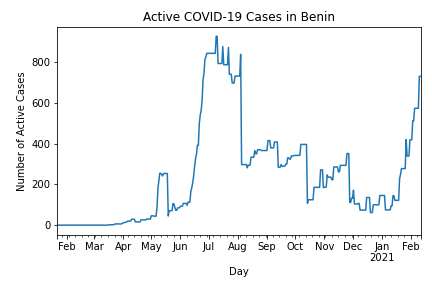 Active COVID-19 Cases in Benin
Number of Active Cases
800
600
400
200
0
Feb Mar Apr May Jun Jul Aug Sep Oct Nov Dec Jan Feb
2021
Day